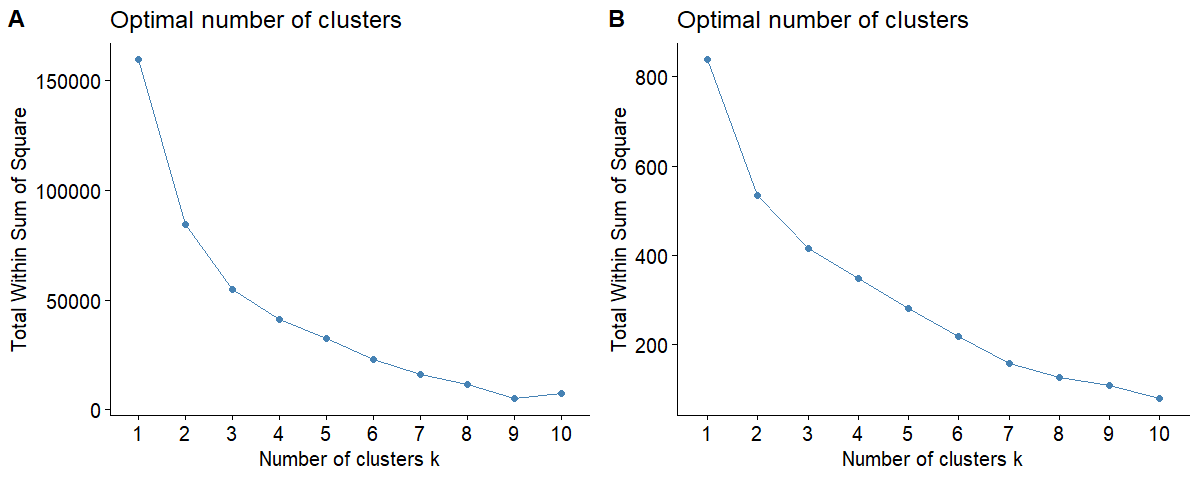 A
Optimal number of clusters
Total Within Sum of Square
150000
100000
50000
0
1 2 3 4 5 6 7 8 9 10
Number of clusters k
B
Optimal number of clusters
Total Within Sum of Square
800
600
400
200
1 2 3 4 5 6 7 8 9 10
Number of clusters k